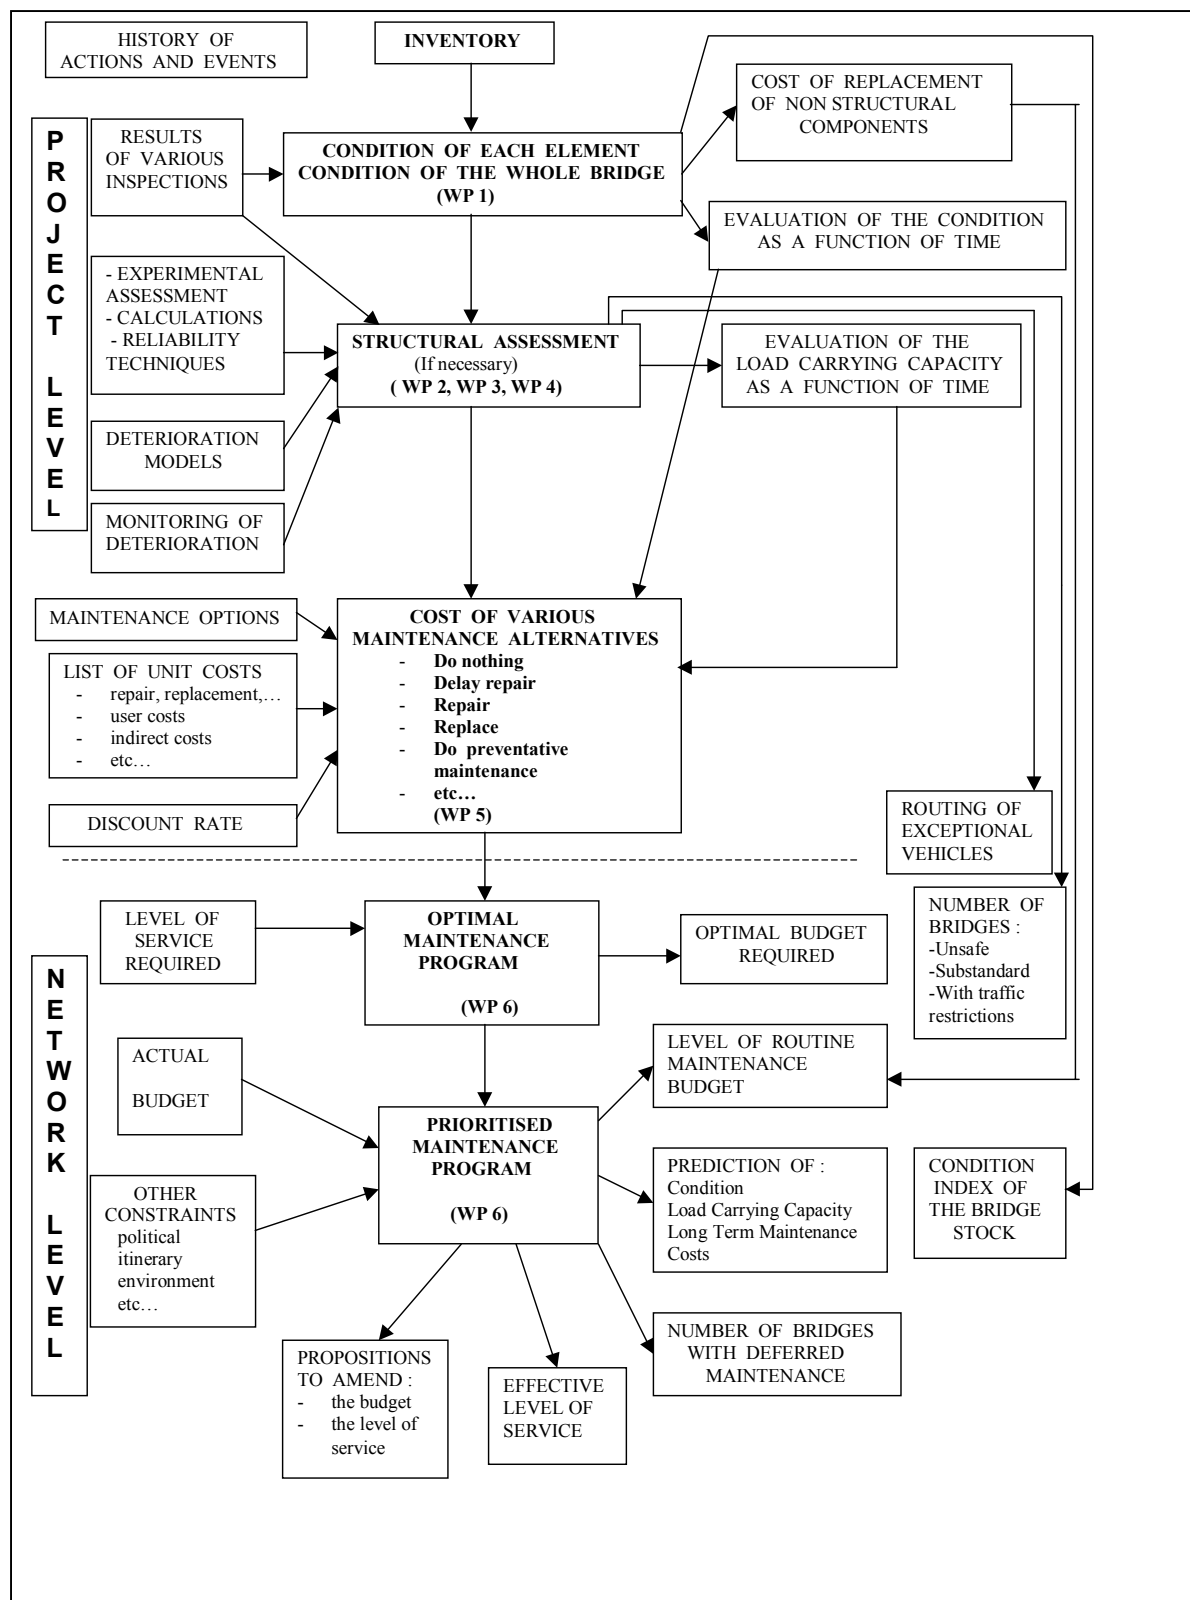 HISTORY OF
ACTIONS AND EVENTS
INVENTORY
COST OF REPLACEMENT
OF NON STRUCTURAL
COMPONENTS
PROJECT LEVEL
RESULTS
OF VARIOUS
INSPECTIONS
CONDITION OF EACH ELEMENT
CONDITION OF THE WHOLE BRIDGE
(WP 1)
EVALUATION OF THE CONDITION
AS A FUNCTION OF TIME
- EXPERIMENTAL
ASSESSMENT
- CALCULATIONS
- RELIABILITY
TECHNIQUES
STRUCTURAL ASSESSMENT
(If necessary)
( WP 2, WP 3, WP 4)
EVALUATION OF THE
LOAD CARRYING CAPACITY
AS A FUNCTION OF TIME
DETERIORATION
MODELS
MONITORING OF
DETERIORATION
MAINTENANCE OPTIONS
LIST OF UNIT COSTS
- repair, replacement,…
- user costs
- indirect costs
- etc…
DISCOUNT RATE
COST OF VARIOUS
MAINTENANCE ALTERNATIVES
- Do nothing
- Delay repair
- Repair
- Replace
- Do preventative
maintenance
- etc…
(WP 5)
ROUTING OF
EXCEPTIONAL
VEHICLES
NUMBER OF
BRIDGES :
-Unsafe
-Substandard
-With traffic
restrictions
NETWORK LEVEL
LEVEL OF
SERVICE
REQUIRED
OPTIMAL
MAINTENANCE
PROGRAM
(WP 6)
OPTIMAL BUDGET
REQUIRED
ACTUAL
BUDGET
LEVEL OF ROUTINE
MAINTENANCE
BUDGET
PRIORITISED
MAINTENANCE
PROGRAM
(WP 6)
OTHER
CONSTRAINTS
political
itinerary
environment
etc…
PREDICTION OF :
Condition
Load Carrying Capacity
Long Term Maintenance
Costs
CONDITION
INDEX OF
THE BRIDGE
STOCK
PROPOSITIONS
TO AMEND :
- the budget
- the level of
service
EFFECTIVE
LEVEL OF
SERVICE
NUMBER OF BRIDGES
WITH DEFERRED
MAINTENANCE